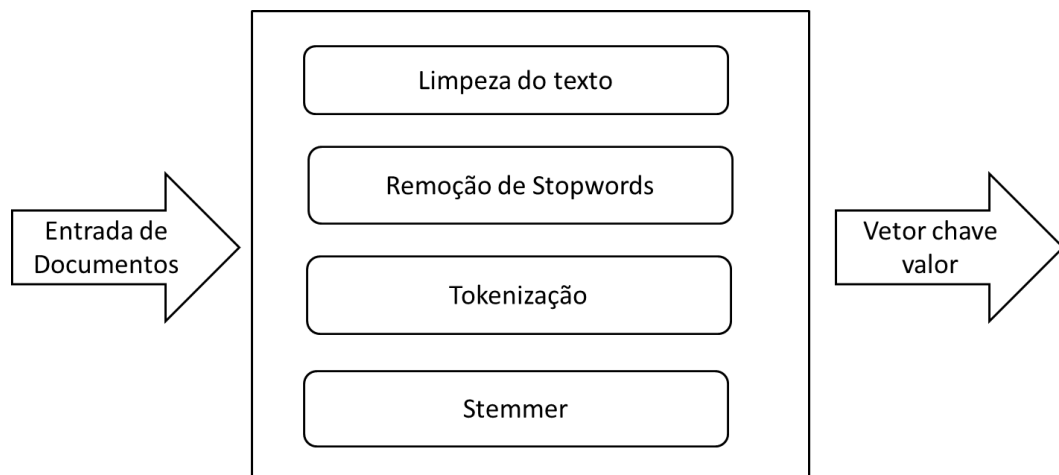 Entrada de
Documentos
Limpeza do texto
Remoção de Stopwords
Tokenização
Stemmer
Vetor chave
valor